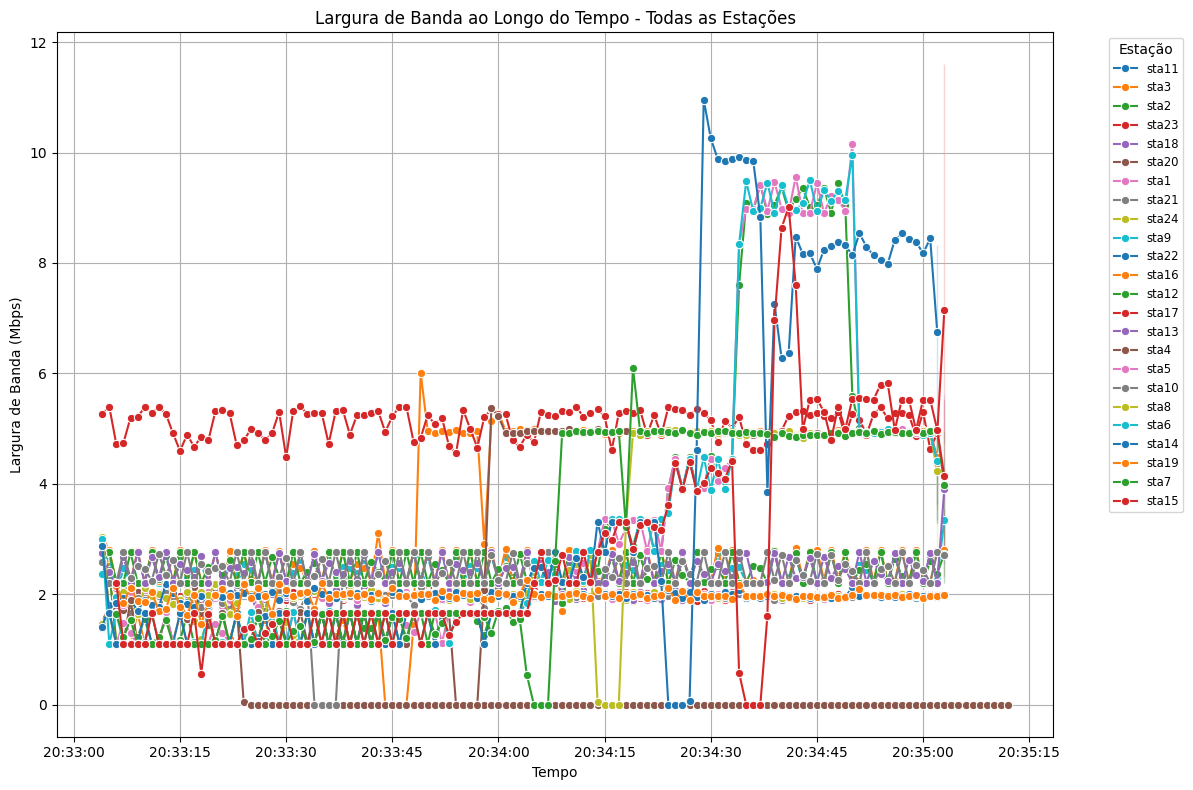 Largura de Banda ao Longo do Tempo - Todas as Estações
Largura de Banda (Mbps)
12
10
8
6
4
2
0
20:33:00
20:33:15
20:33:30
20:33:45
20:34:00
20:34:15
20:34:30
20:34:45
20:35:00
20:35:15
Tempo
Estação
sta11
sta3
sta2
sta23
sta18
sta20
sta1
sta21
sta24
sta9
sta22
sta16
sta12
sta17
sta13
sta4
sta5
sta10
sta8
sta6
sta14
sta19
sta7
sta15